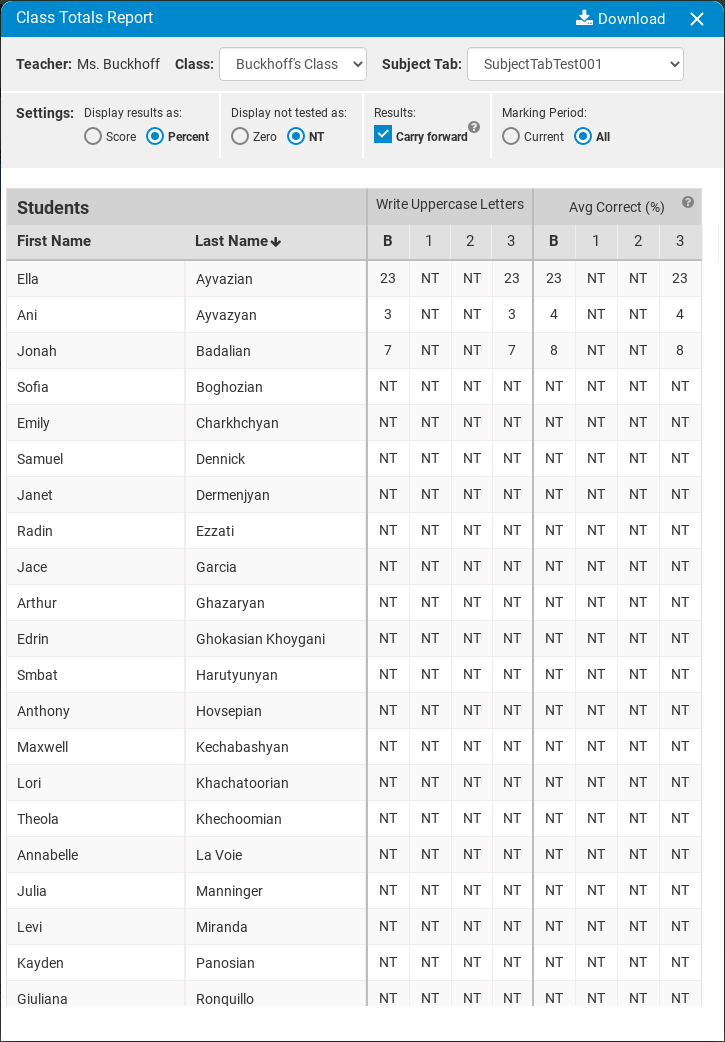 Class Totals Report Download
Teacher: Ms. Buckhoff Class: Buckhoff's Class Subject Tab: SubjectTabTest001
Settings: Display results as: Display not tested as: Results: Marking Period:
Score Percent Zero NT Carry forward ? Current All
Students Write Uppercase Letters Avg Correct (%) ?
First Name Last Name B 1 2 3 B 1 2 3
Ella Ayvazian 23 NT NT 23 23 NT NT 23
Ani Ayvazyan 3 NT NT 3 4 NT NT 4
Jonah Badalian 7 NT NT 7 8 NT NT 8
Sofia Boghozian NT NT NT NT NT NT NT NT
Emily Charkhchyan NT NT NT NT NT NT NT NT
Samuel Dennick NT NT NT NT NT NT NT NT
Janet Dermenjyan NT NT NT NT NT NT NT NT
Radin Ezzati NT NT NT NT NT NT NT NT
Jace Garcia NT NT NT NT NT NT NT NT
Arthur Ghazaryan NT NT NT NT NT NT NT NT
Edrin Ghokasian Khoygani NT NT NT NT NT NT NT NT
Smbat Harutyunyan NT NT NT NT NT NT NT NT
Anthony Hovsepian NT NT NT NT NT NT NT NT
Maxwell Kechabashyan NT NT NT NT NT NT NT NT
Lori Khachatoorian NT NT NT NT NT NT NT NT
Theola Khechoomian NT NT NT NT NT NT NT NT
Annabelle La Voie NT NT NT NT NT NT NT NT
Julia Manninger NT NT NT NT NT NT NT NT
Levi Miranda NT NT NT NT NT NT NT NT
Kayden Panosian NT NT NT NT NT NT NT NT
Giuliana Ronquillo NT NT NT NT NT NT NT NT